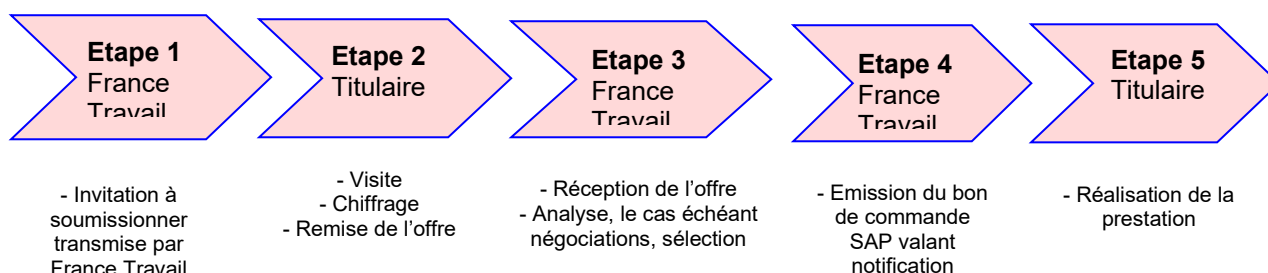 Etape 1
France
Travail
Etape 2
Titulaire
Etape 3
France
Travail
Etape 4
France
Travail
Etape 5
Titulaire
- Invitation à
soumissionner
transmise par
France Travail
- Visite
- Chiffrage
- Remise de l’offre
- Réception de l’offre
- Analyse, le cas échéant
négociations, sélection
- Emission du bon
de commande
SAP valant
notification
- Réalisation de la
prestation